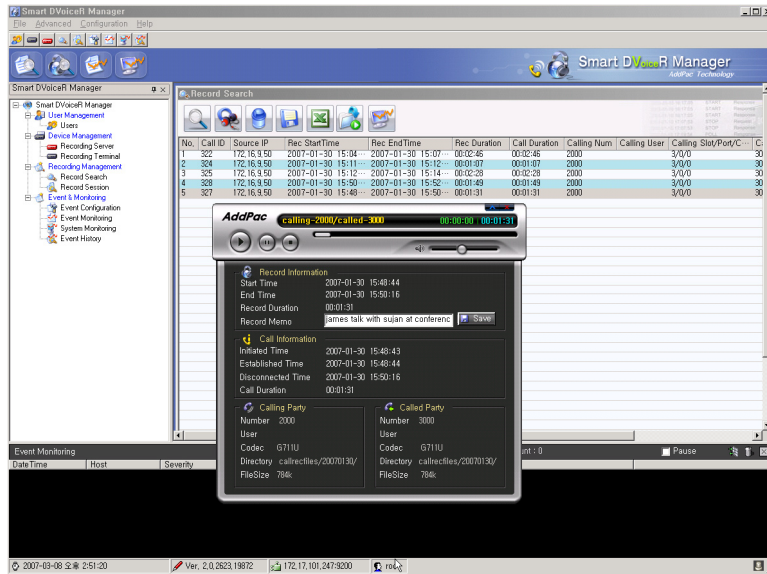 Smart DVoiceR Manager
File Advanced Configuration Help
Smart DVoiceR Manager
AddPac Technology
Smart DVoiceR Manager
Smart DVoiceR Manager
User Management
Users
Device Management
Recording Server
Recording Terminal
Recording Management
Record Search
Record Session
Event & Monitoring
Event Configuration
Event Monitoring
System Monitoring
Event History
Record Search
No, Call ID Source IP Rec StartTime Rec EndTime Rec Duration Call Duration Calling Num Calling User Calling Slot/Port/C...
1 322 172,16,9,50 2007-01-30 15:04... 2007-01-30 15:07... 00:02:46 00:02:46 2000 3/0/0 30
2 324 172,16,9,50 2007-01-30 15:11... 2007-01-30 15:12... 00:01:07 00:01:07 2000 3/0/0 30
3 325 172,16,9,50 2007-01-30 15:12... 2007-01-30 15:14... 00:02:28 00:02:28 2000 3/0/0 30
4 328 172,16,9,50 2007-01-30 15:50... 2007-01-30 15:52... 00:01:49 00:01:49 2000 3/0/0 30
5 327 172,16,9,50 2007-01-30 15:48... 2007-01-30 15:50... 00:01:31 00:01:31 2000 3/0/0 30
AddPac calling-2000/called-3000 00:00:00 00:01:31
Record Information
Start Time 2007-01-30 15:48:44
End Time 2007-01-30 15:50:16
Record Duration 00:01:31
Record Memo james talk with sujan at conferenc Save
Call Information
Initiated Time 2007-01-30 15:48:43
Established Time 2007-01-30 15:48:44
Disconnected Time 2007-01-30 15:50:16
Call Duration 00:01:31
Calling Party
Number 2000
User
Codec G711U
Directory callrecfiles/20070130/
FileSize 784k
Called Party
Number 3000
User
Codec G711U
Directory callrecfiles/20070130/
FileSize 784k
Event Monitoring
unt : 0 Pause
DateTime Host Severity
2007-03-08 오후 2:51:20 Ver, 2,0,2623,19872 172,17,101,247:9200